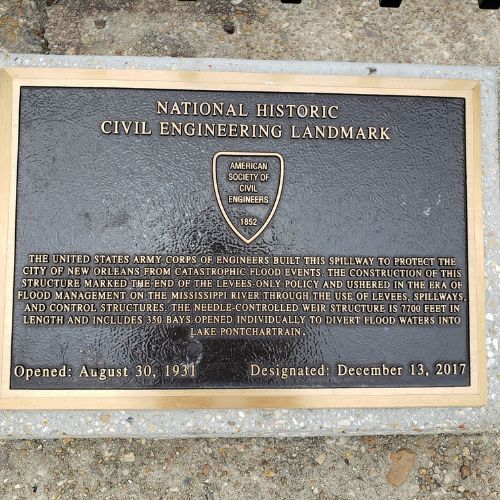 NATIONAL HISTORIC
CIVIL ENGINEERING LANDMARK
AMERICAN
SOCIETY OF
CIVIL
ENGINEERS
1852
THE UNITED STATES ARMY CORPS OF ENGINEERS BUILT THIS SPILLWAY TO PROTECT THE
CITY OF NEW ORLEANS FROM CATASTROPHIC FLOOD EVENTS. THE CONSTRUCTION OF THIS
STRUCTURE MARKED THE END OF THE LEVEES-ONLY POLICY AND USHERED IN THE ERA OF
FLOOD MANAGEMENT ON THE MISSISSIPPI RIVER THROUGH THE USE OF LEVEES, SPILLWAYS,
AND CONTROL STRUCTURES. THE NEEDLE-CONTROLLED WEIR STRUCTURE IS 7700 FEET IN
LENGTH AND INCLUDES 350 BAYS OPENED INDIVIDUALLY TO DIVERT FLOOD WATERS INTO
LAKE PONTCHARTRAIN.
Opened: August 30, 1931 Designated: December 13, 2017